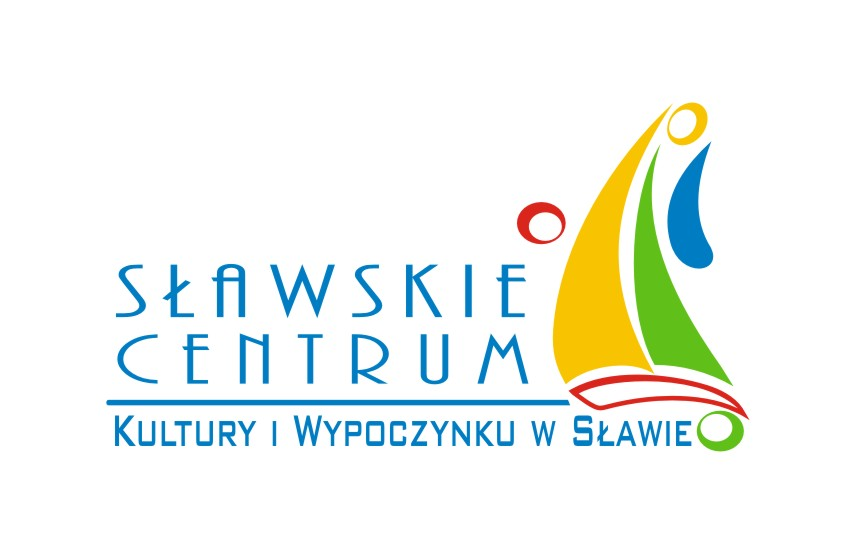 SŁAWSKIE
CENTRUM
KULTURY I WYPOCZYNKU W SŁAWIE